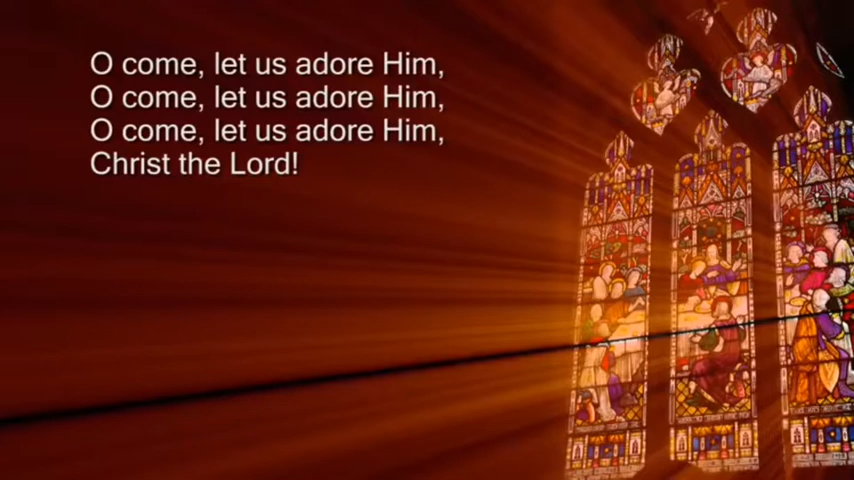 O come, let us adore Him,
O come, let us adore Him,
O come, let us adore Him,
Christ the Lord!